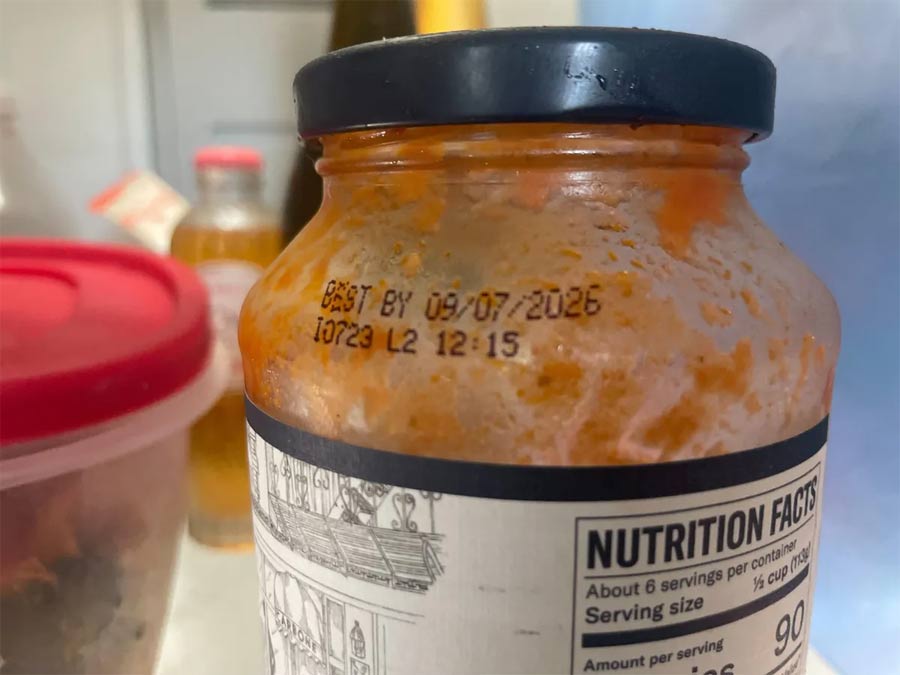 BEST BY 09/07/2026
I0723 L2 12:15
CARBONE
NUTRITION FACTS
About 6 servings per container
Serving size
½ cup (113g)
Amount per serving
90